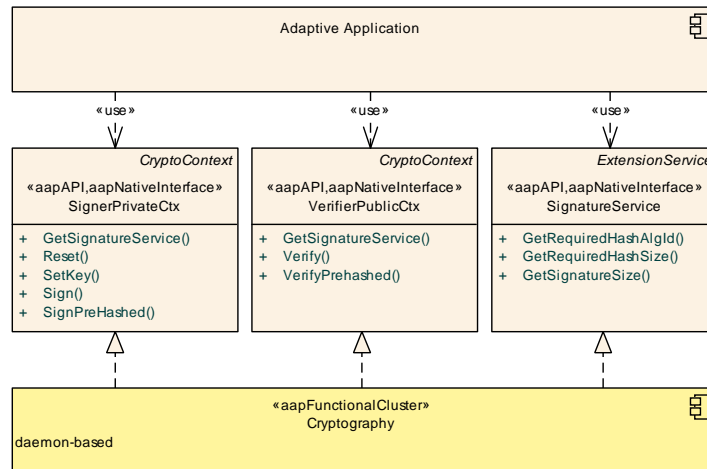 Adaptive Application
«use» «use» «use»
CryptoContext
«aapAPI,aapNativeInterface»
SignerPrivateCtx
+ GetSignatureService()
+ Reset()
+ SetKey()
+ Sign()
+ SignPreHashed()
CryptoContext
«aapAPI,aapNativeInterface»
VerifierPublicCtx
+ GetSignatureService()
+ Verify()
+ VerifyPrehashed()
ExtensionService
«aapAPI,aapNativeInterface»
SignatureService
+ GetRequiredHashAlgId()
+ GetRequiredHashSize()
+ GetSignatureSize()
«aapFunctionalCluster»
Cryptography
daemon-based